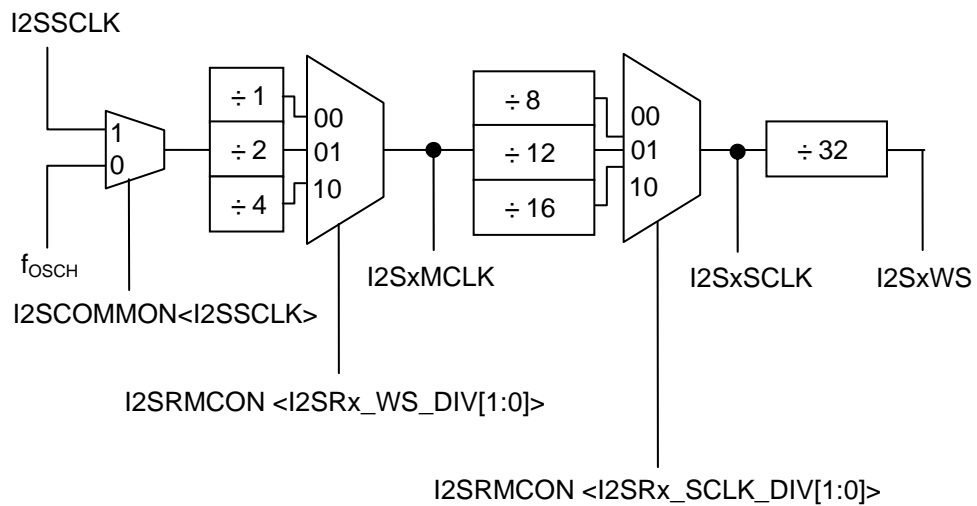 I2SSCLK
1
0
÷ 1
÷ 2
÷ 4
00
01
10
÷ 8
÷ 12
÷ 16
00
01
10
÷ 32
fOSCH
I2SxMCLK
I2SxSCLK
I2SxWS
I2SCOMMON<I2SSCLK>
I2SRMCON <I2SRx_WS_DIV[1:0]>
I2SRMCON <I2SRx_SCLK_DIV[1:0]>